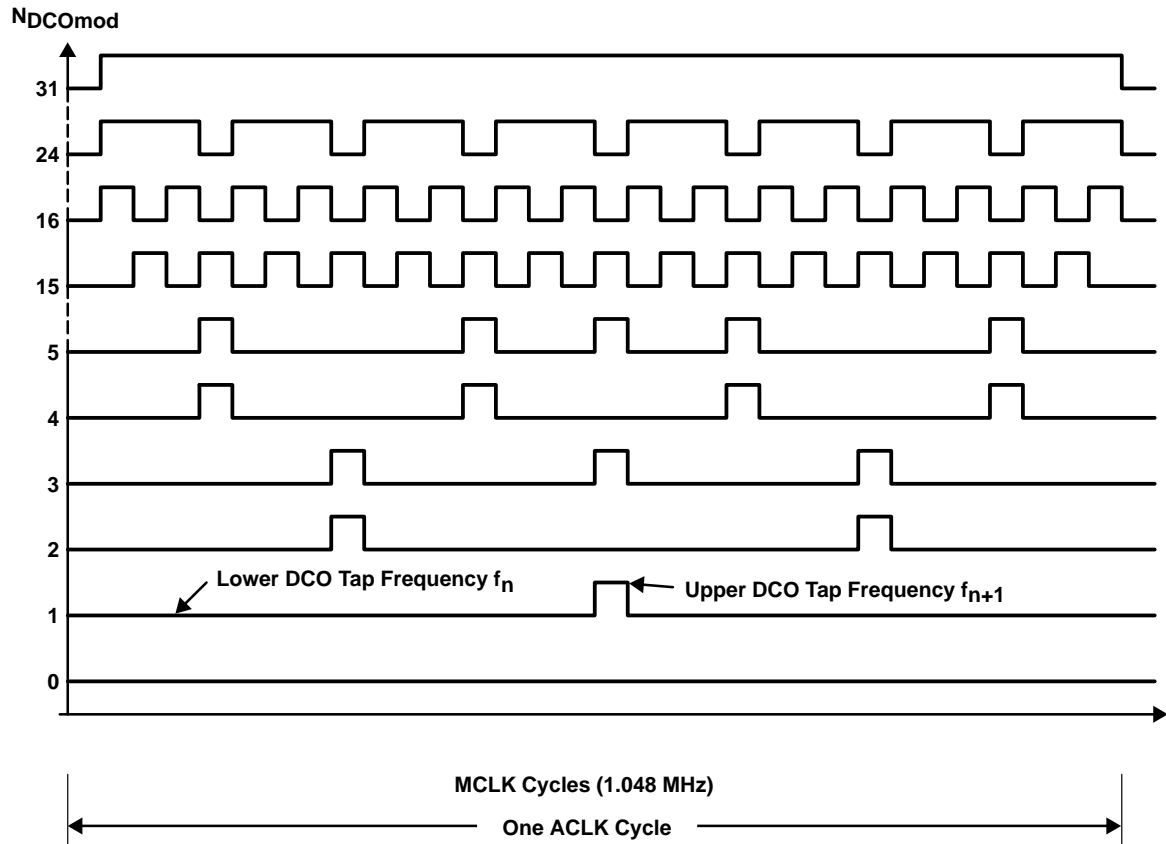 NDCOmod
31
24
16
15
5
4
3
2
Lower DCO Tap Frequency fn
Upper DCO Tap Frequency fn+1
1
0
MCLK Cycles (1.048 MHz)
One ACLK Cycle